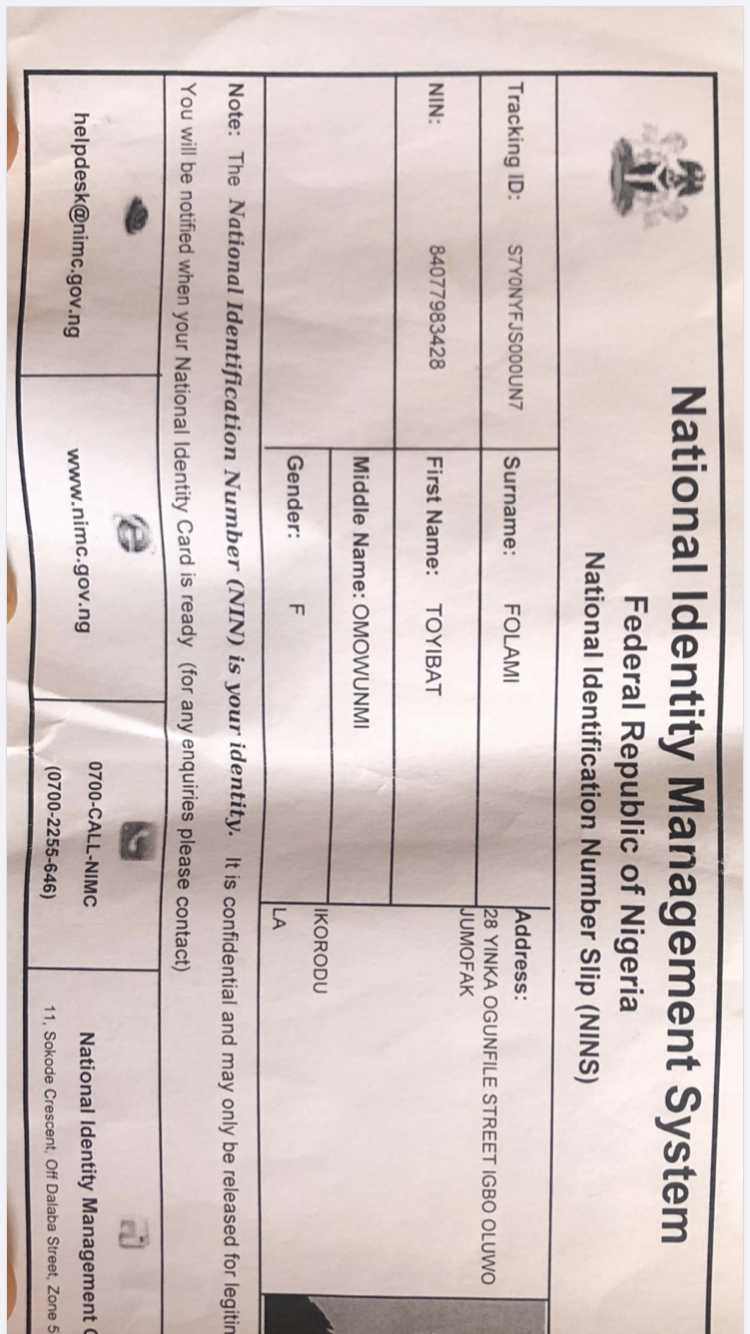 National Identity Management System
Federal Republic of Nigeria
National Identification Number Slip (NINS)
Tracking ID: S7Y0NYFJS000UN7
Surname: FOLAMI
Address:
28 YINKA OGUNFILE STREET IGBO OLUWO
JUMOFAK
NIN: 84077983428
First Name: TOYIBAT
Middle Name: OMOWUNMI
IKORODU
Gender: F
LA
Note: The National Identification Number (NIN) is your identity. It is confidential and may only be released for legitim
You will be notified when your National Identity Card is ready (for any enquiries please contact)
helpdesk@nimc.gov.ng
www.nimc.gov.ng
0700-CALL-NIMC
(0700-2255-646)
National Identity Management C
11, Sokode Crescent, Off Dalaba Street, Zone 5